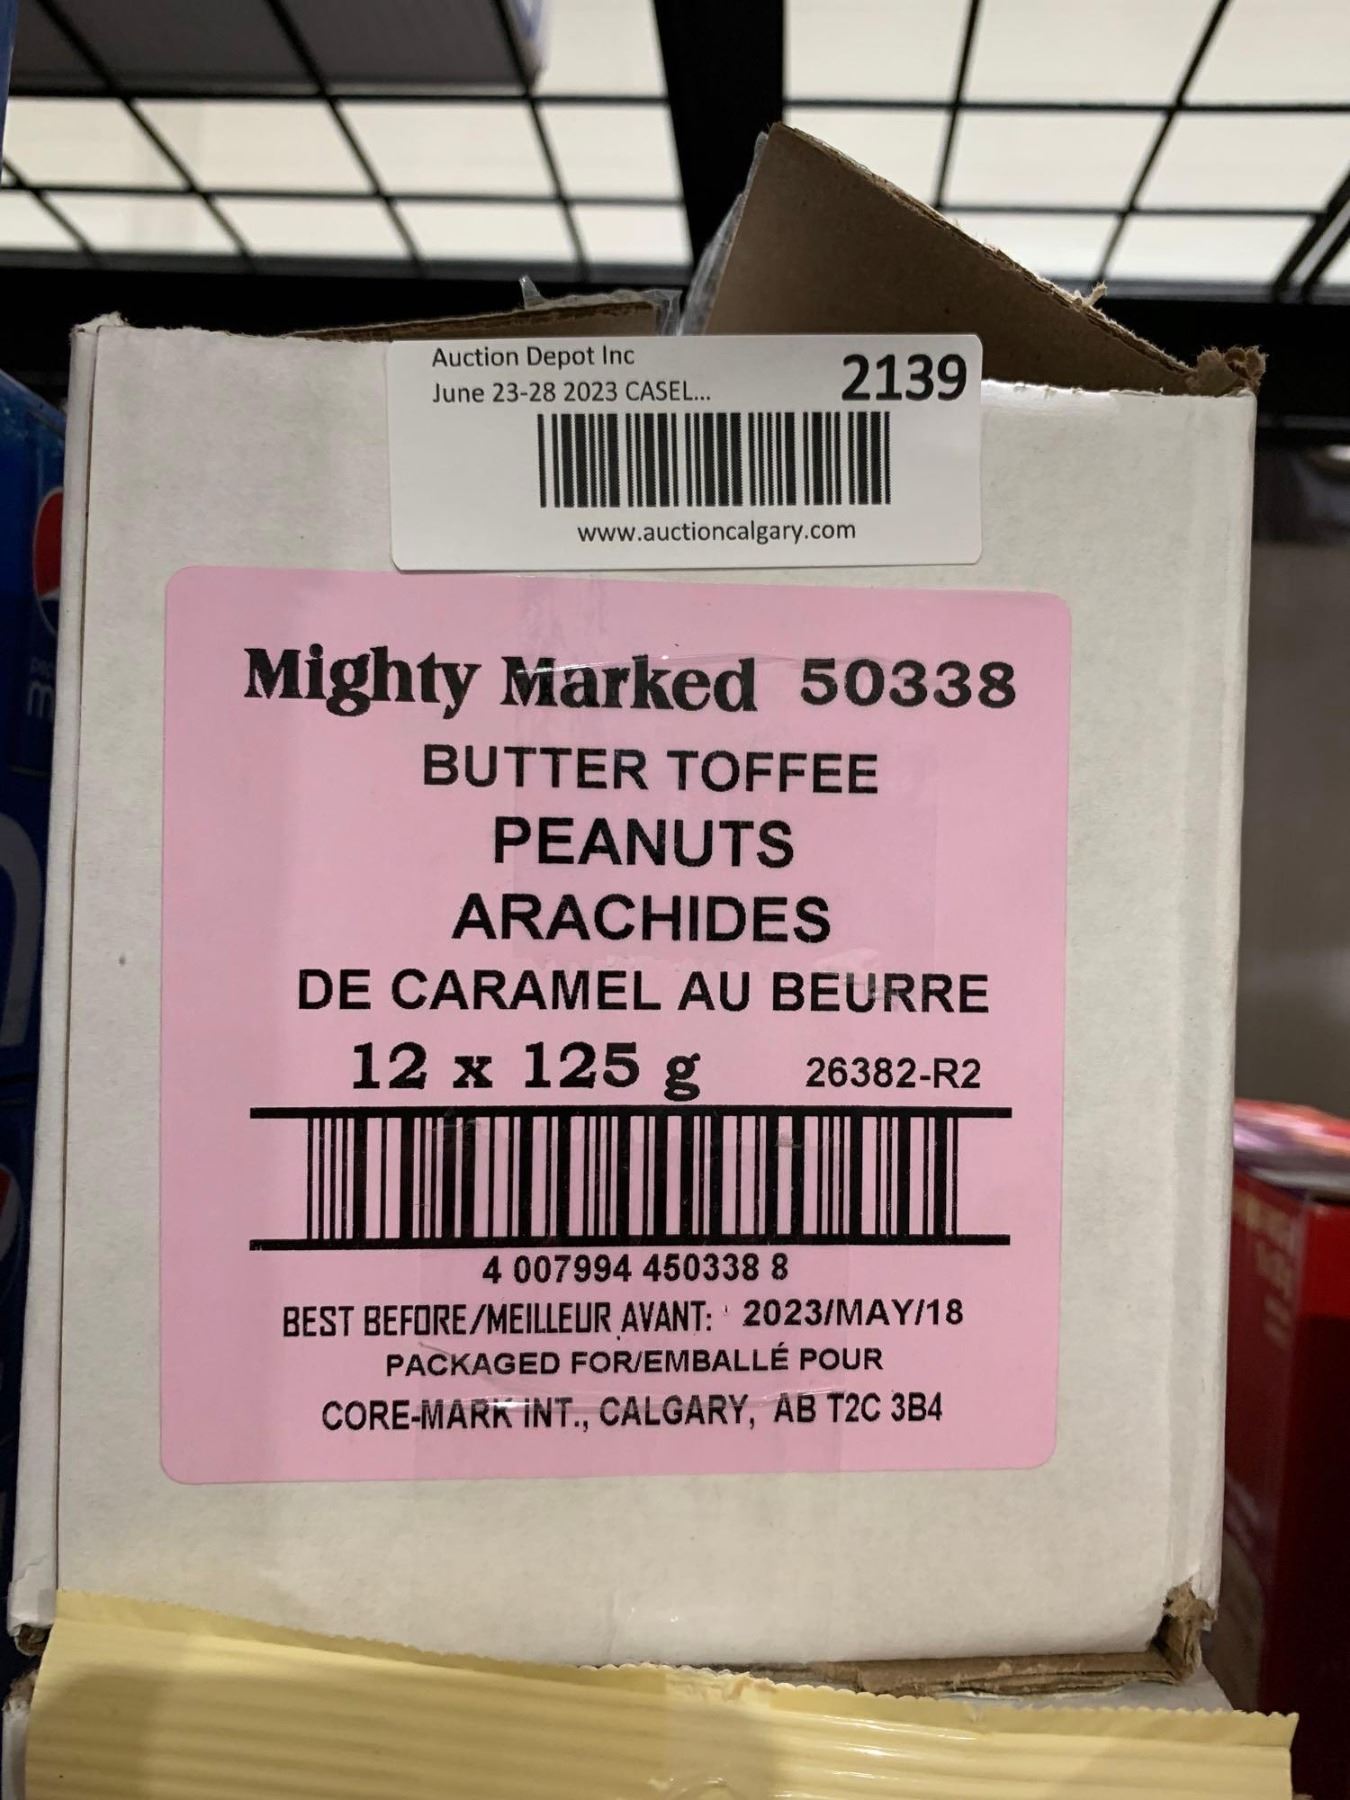 Auction Depot Inc
June 23-28 2023 CASEL...
2139
www.auctioncalgary.com
Mighty Marked 50338
BUTTER TOFFEE
PEANUTS
ARACHIDES
DE CARAMEL AU BEURRE
12 x 125 g 26382-R2
4 007994 450338 8
BEST BEFORE/MEILLEUR AVANT: 2023/MAY/18
PACKAGED FOR/EMBALLÉ POUR
CORE-MARK INT., CALGARY, AB T2C 3B4